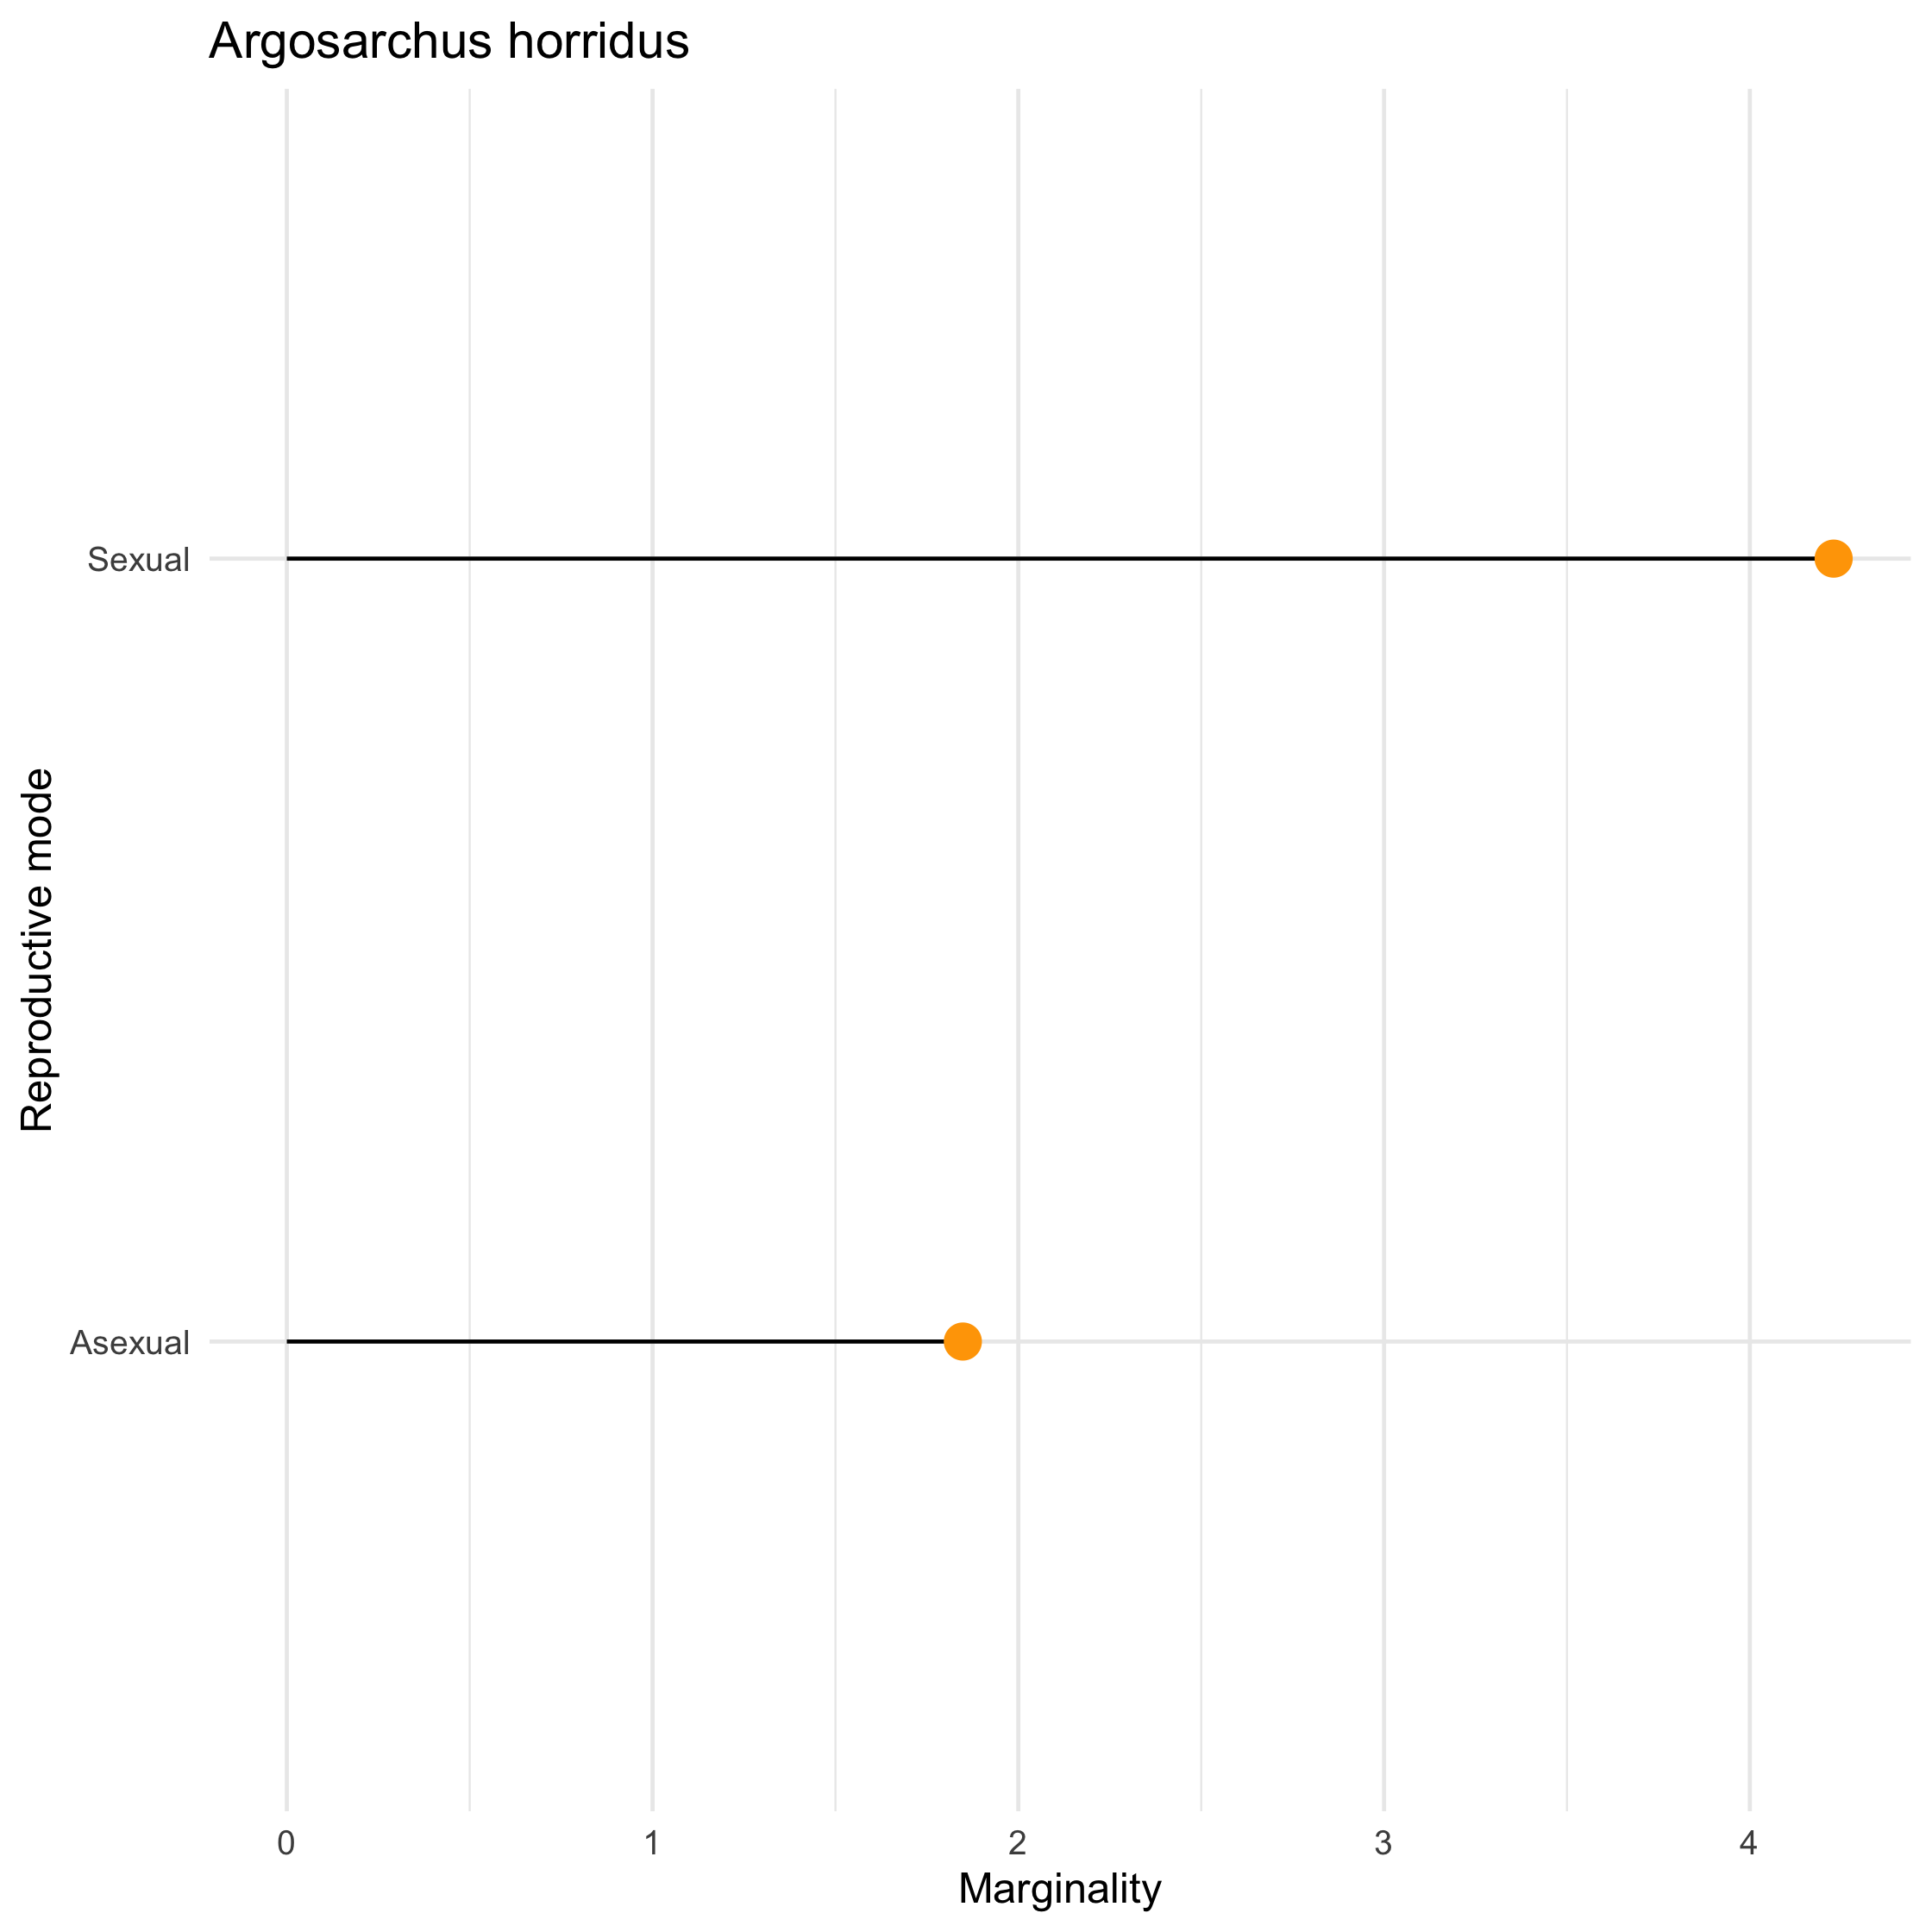 Argosarchus horridus
Reproductive mode
Sexual
Asexual
0 1 2 3 4
Marginality